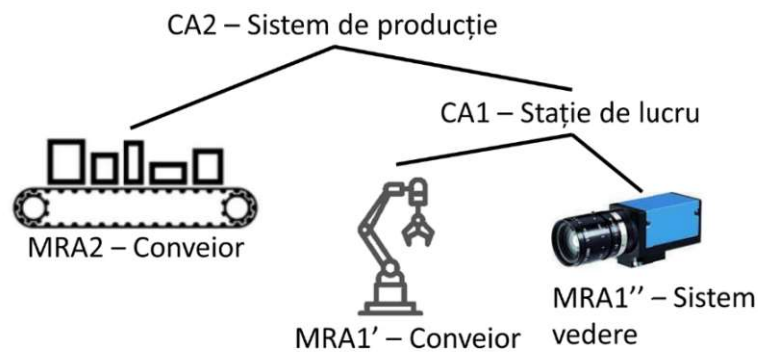 CA2 – Sistem de producție
CA1 – Stație de lucru
MRA2 – Conveior
MRA1’ – Conveior
MRA1’’ – Sistem
vedere